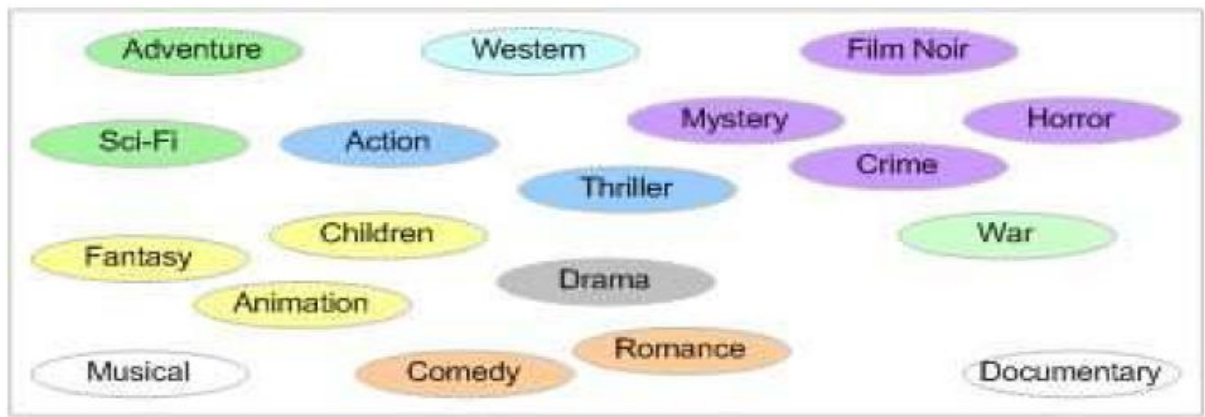 Adventure
Western
Film Noir
Mystery
Horror
Sci-Fi
Action
Crime
Thriller
Children
War
Fantasy
Drama
Animation
Romance
Musical
Comedy
Documentary